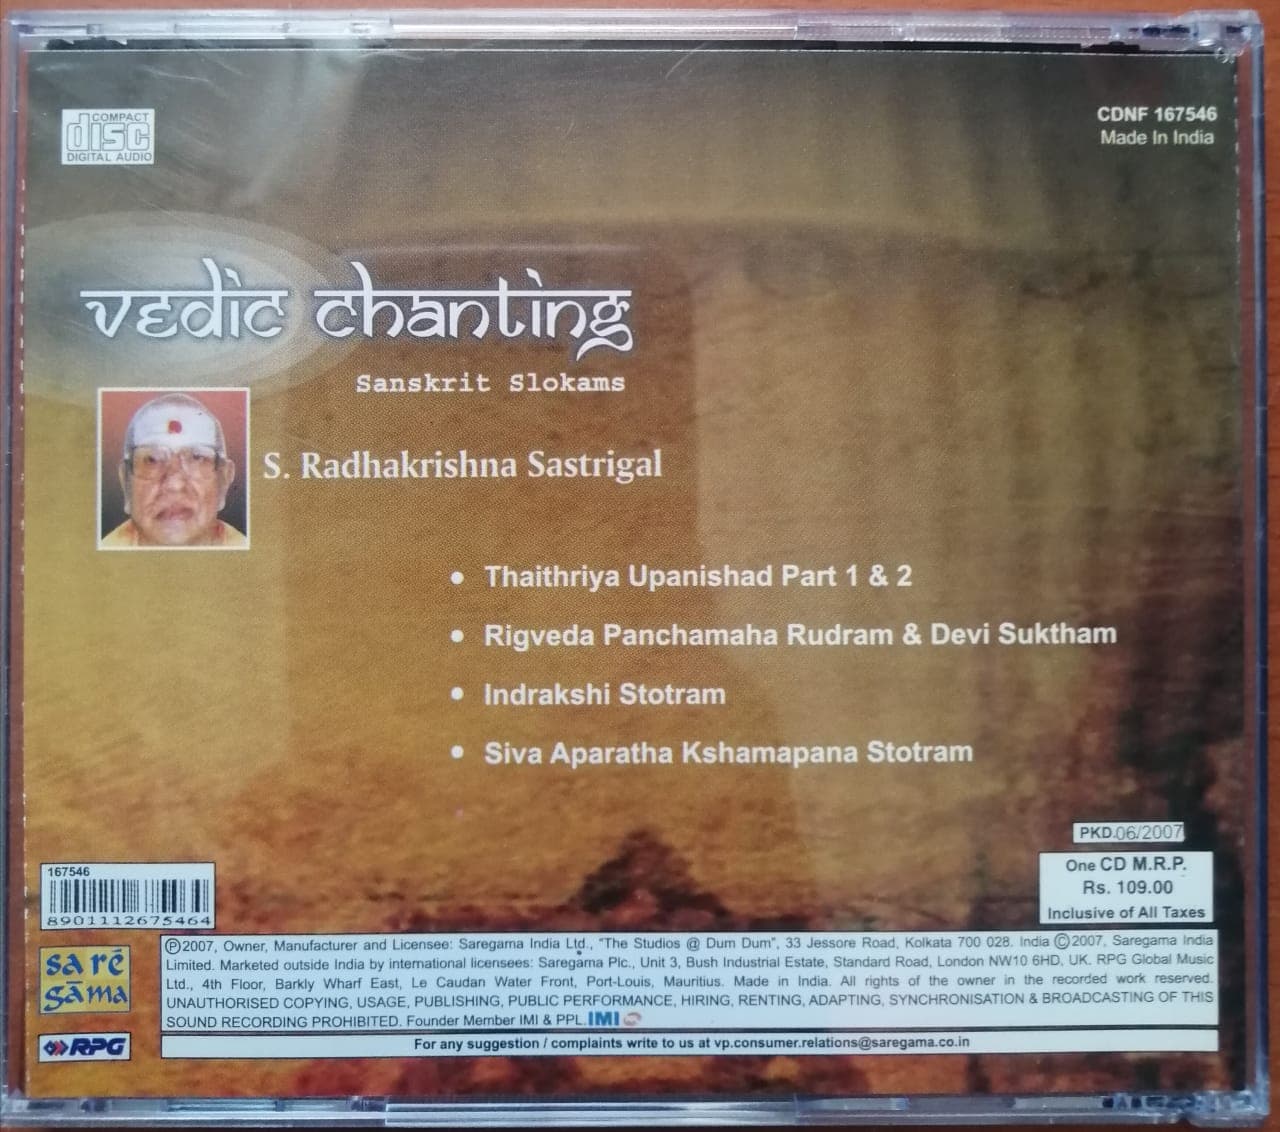 COMPACT
disc
DIGITAL AUDIO
CDNF 167546
Made In India
vedic chanting
Sanskrit Slokams
S. Radhakrishna Sastrigal
• Thaithriya Upanishad Part 1 & 2
• Rigveda Panchamaha Rudram & Devi Suktham
• Indrakshi Stotram
• Siva Aparatha Kshamapana Stotram
PKD.06/2007
One CD M.R.P.
Rs. 109.00
Inclusive of All Taxes
167546
8901112675464
sa ré
gāma
RPG
Ⓟ2007, Owner, Manufacturer and Licensee: Saregama India Ltd., "The Studios @ Dum Dum", 33 Jessore Road, Kolkata 700 028. India ©2007, Saregama India
Limited. Marketed outside India by international licensees: Saregama Plc., Unit 3, Bush Industrial Estate, Standard Road, London NW10 6HD, UK. RPG Global Music
Ltd., 4th Floor, Barkly Wharf East, Le Caudan Water Front, Port-Louis, Mauritius. Made in India. All rights of the owner in the recorded work reserved.
UNAUTHORISED COPYING, USAGE, PUBLISHING, PUBLIC PERFORMANCE, HIRING, RENTING, ADAPTING, SYNCHRONISATION & BROADCASTING OF THIS
SOUND RECORDING PROHIBITED. Founder Member IMI & PPL. IMI
For any suggestion / complaints write to us at vp.consumer.relations@saregama.co.in